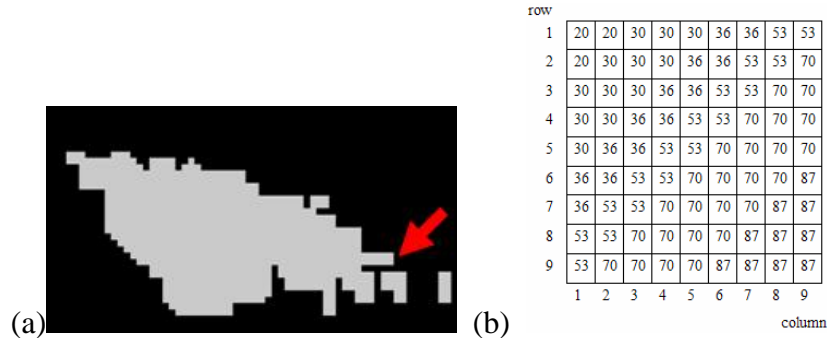 row
1 20 20 30 30 30 36 36 53 53
2 20 30 30 30 36 36 53 53 70
3 30 30 30 36 36 53 53 70 70
4 30 30 36 36 53 53 70 70 70
5 30 36 36 53 53 70 70 70 70
6 36 36 53 53 70 70 70 70 87
7 36 53 53 70 70 70 70 87 87
8 53 53 70 70 70 70 87 87 87
9 53 70 70 70 70 87 87 87 87
1 2 3 4 5 6 7 8 9
column
(a) (b)